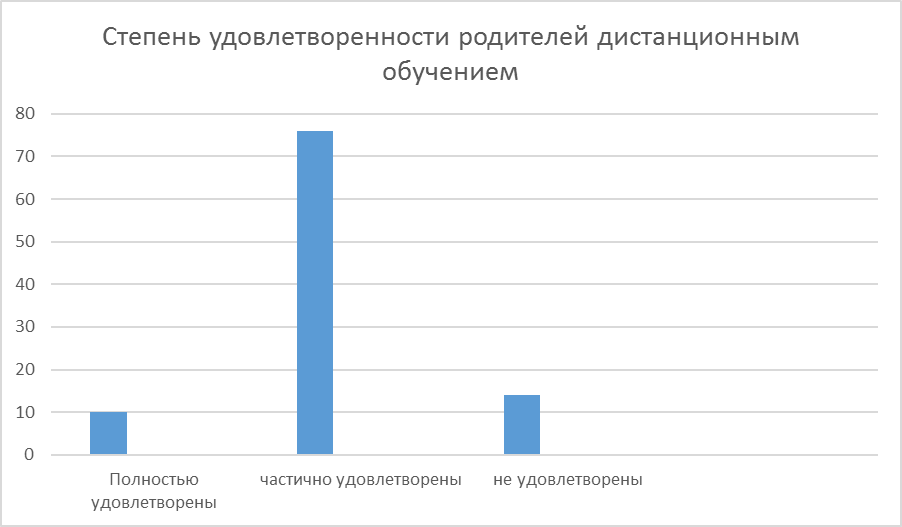 Степень удовлетворенности родителей дистанционным
обучением
80
70
60
50
40
30
20
10
0
Полностью
удовлетворены
частично удовлетворены
не удовлетворены